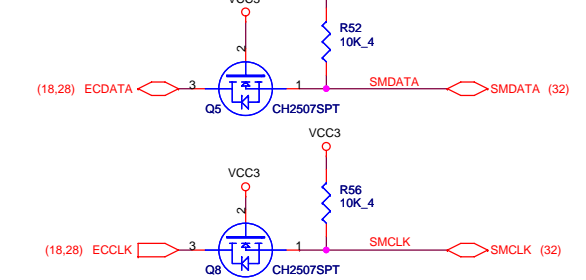 VCC3
R52
10K_4
2
(18,28) ECDATA 3 1 SMDATA SMDATA (32)
Q5 CH2507SPT
VCC3
VCC3
R56
10K_4
2
(18,28) ECCLK 3 1 SMCLK SMCLK (32)
Q8 CH2507SPT